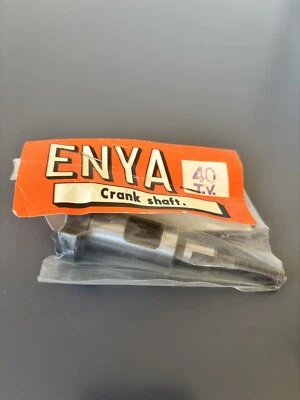 ENYA 40
T.V.
Crank shaft.